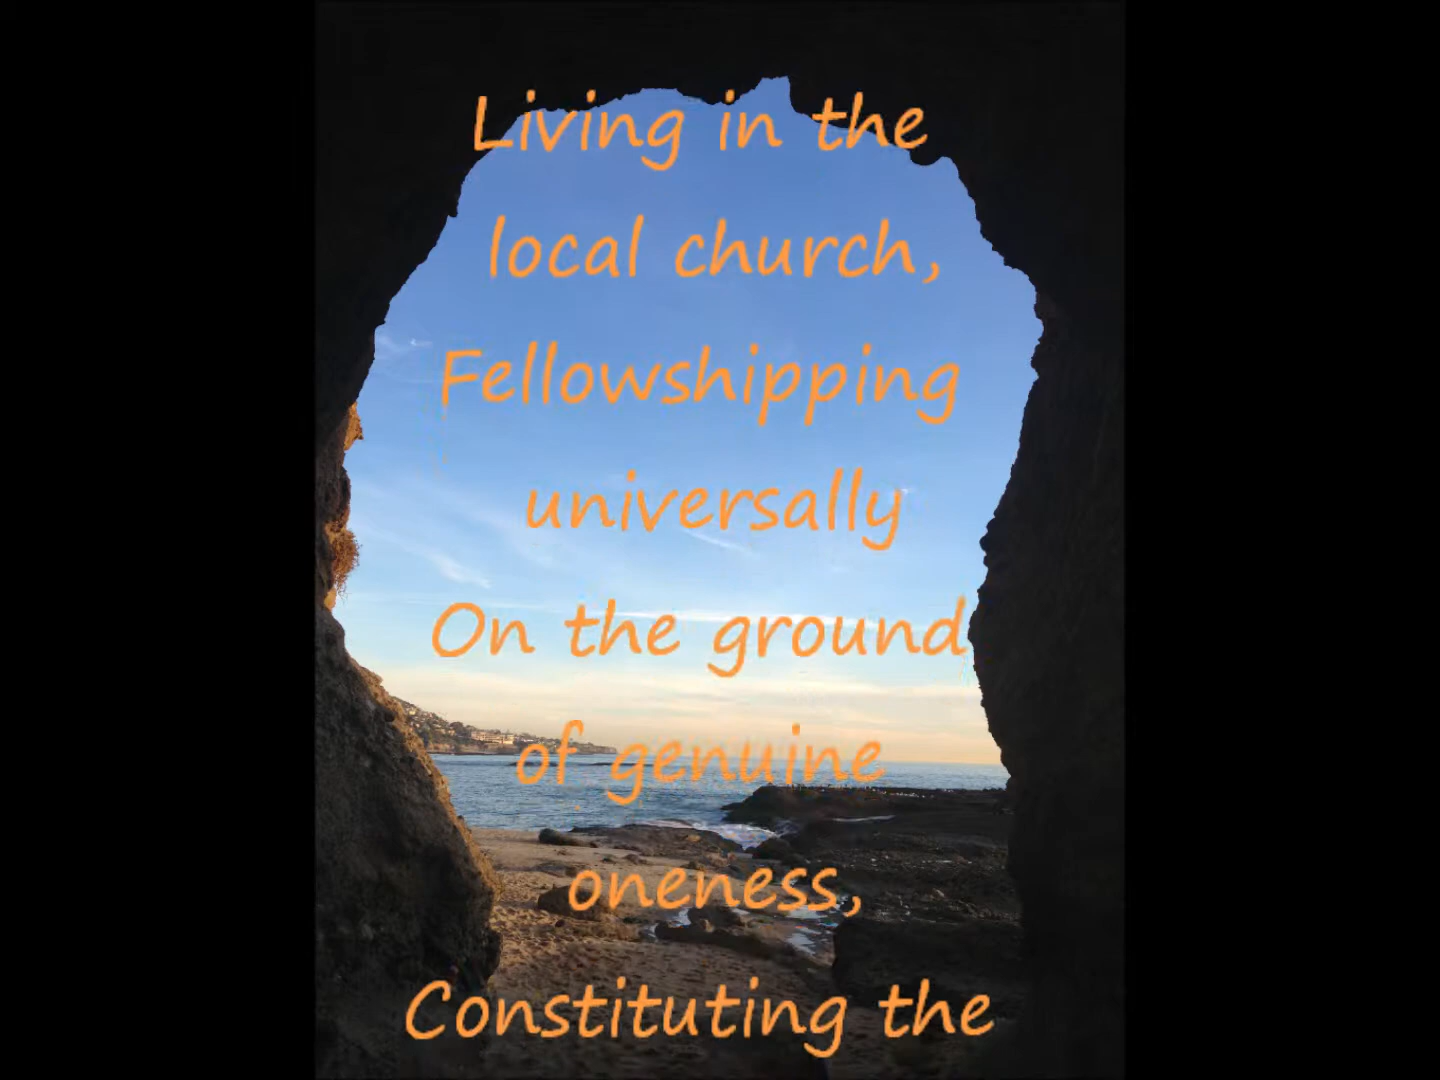 Living in the
local church,
Fellowshipping
universally
On the ground
of genuine
oneness,
Constituting the